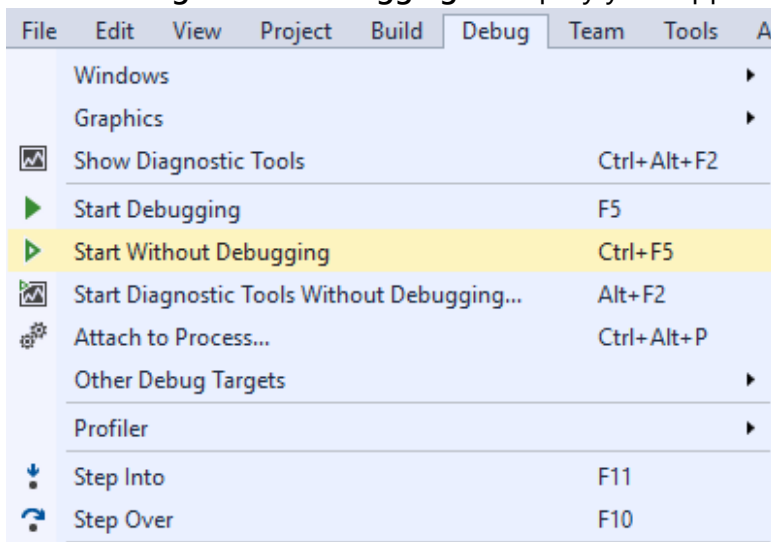 File Edit View Project Build Debug Team Tools
Windows
Graphics
Show Diagnostic Tools Ctrl+Alt+F2
Start Debugging F5
Start Without Debugging Ctrl+F5
Start Diagnostic Tools Without Debugging... Alt+F2
Attach to Process... Ctrl+Alt+P
Other Debug Targets
Profiler
Step Into F11
Step Over F10